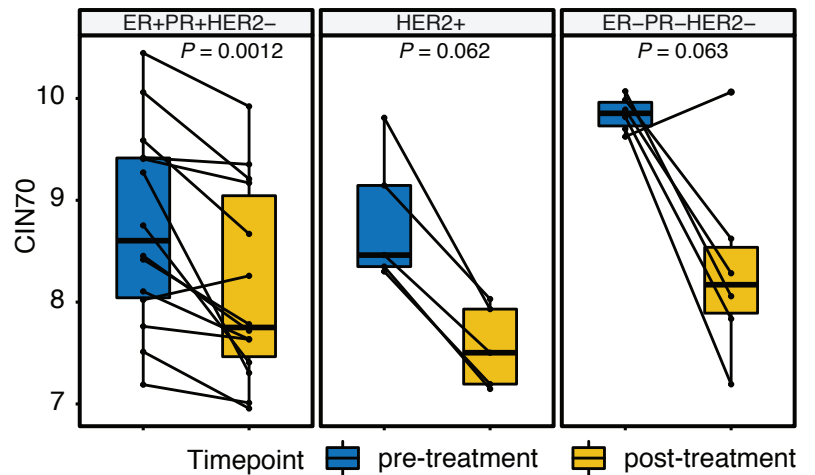 ER+PR+HER2− HER2+ ER−PR−HER2−
P = 0.0012 P = 0.062 P = 0.063
CIN70
10
9
8
7
Timepoint pre-treatment post-treatment